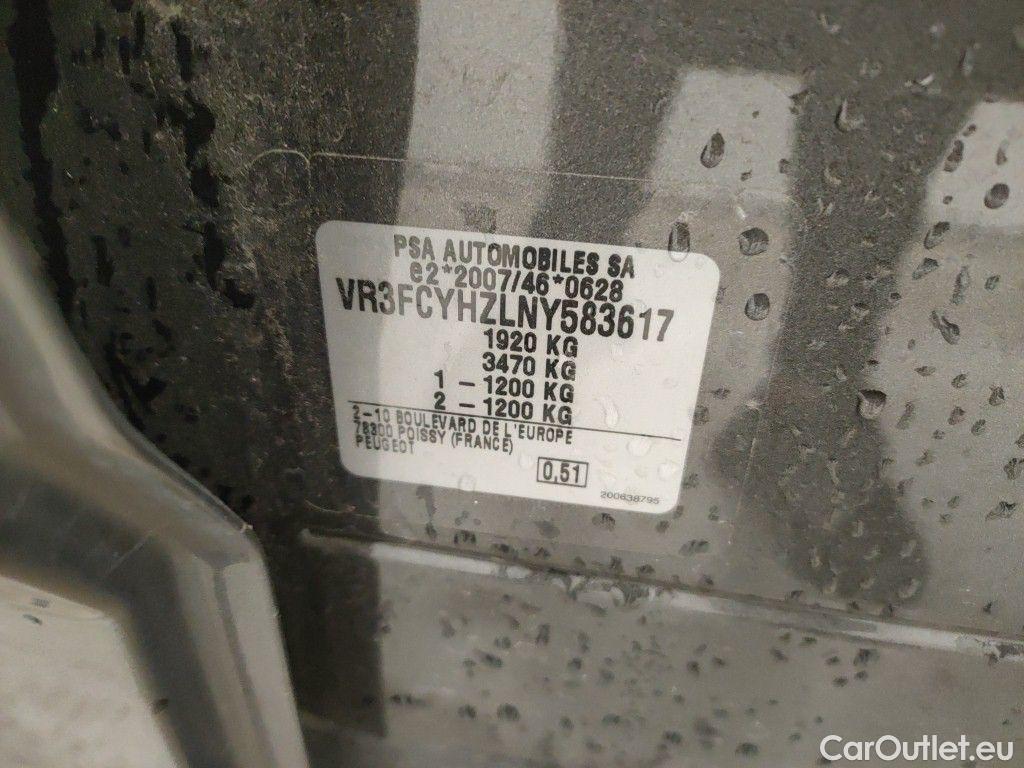 PSA AUTOMOBILES SA
e2*2007/46*0628
VR3FCYHZLNY583617
1920 KG
3470 KG
1 - 1200 KG
2 - 1200 KG
2-10 BOULEVARD DE L'EUROPE
78300 POISSY (FRANCE)
PEUGEOT
0,51
200638795
CarOutlet.eu